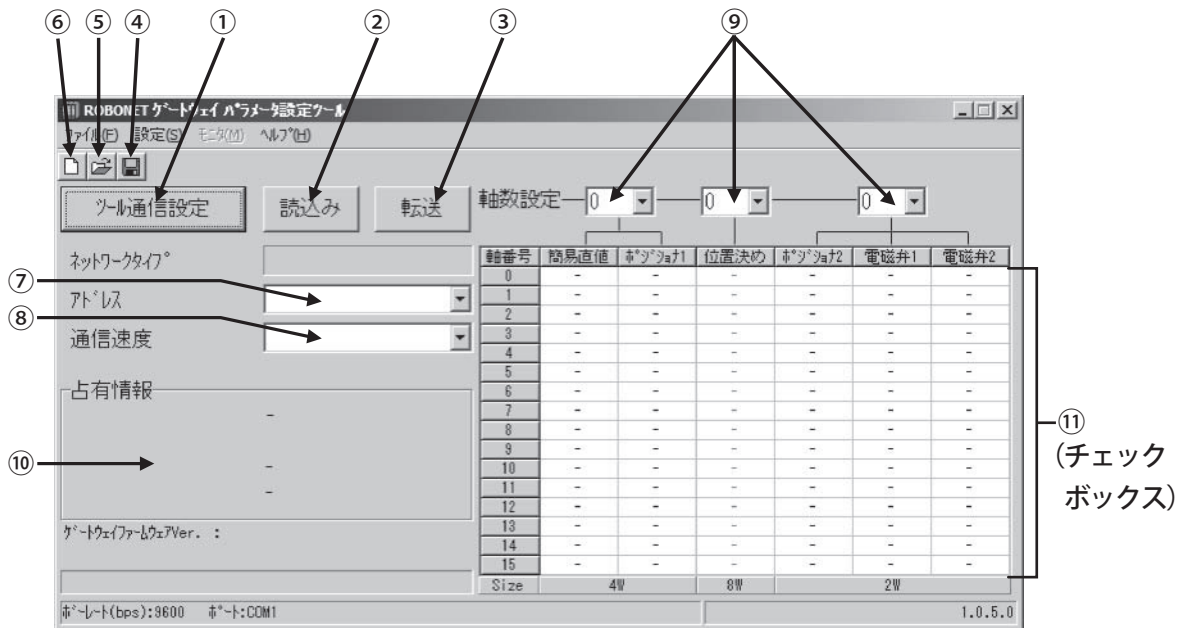 ⑥ ⑤ ④ ① ② ③ ⑨
ROBONET ｹﾞｰﾄｳｪｲ ﾊﾟﾗﾒｰﾀ設定ﾂｰﾙ
ﾌｧｲﾙ(F) 設定(S) ﾓﾆﾀ(M) ﾍﾙﾌﾟ(H)
ﾂｰﾙ通信設定 読込み 転送 軸数設定 0 0 0
ﾈｯﾄﾜｰｸﾀｲﾌﾟ
⑦ ｱﾄﾞﾚｽ
⑧ 通信速度
占有情報
-
⑩ -
-
ｹﾞｰﾄｳｪｲﾌｧｰﾑｳｪｱVer. :
軸番号 簡易直値 ﾎﾟｼﾞｼｮﾅ1 位置決め ﾎﾟｼﾞｼｮﾅ2 電磁弁1 電磁弁2
0 - - - - - -
1 - - - - - -
2 - - - - - -
3 - - - - - -
4 - - - - - -
5 - - - - - -
6 - - - - - -
7 - - - - - -
8 - - - - - -
9 - - - - - -
10 - - - - - -
11 - - - - - -
12 - - - - - -
13 - - - - - -
14 - - - - - -
15 - - - - - -
Size 4W 8W 2W
⑪
(チェック
ボックス)
ﾎﾞｰﾚｰﾄ(bps):9600 ﾎﾟｰﾄ:COM1 1.0.5.0